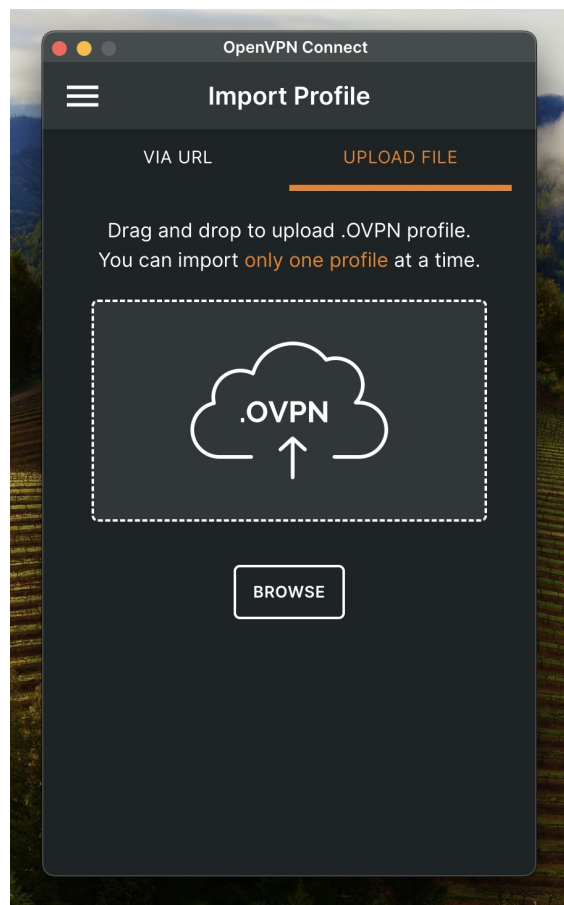 OpenVPN Connect
Import Profile
VIA URL
UPLOAD FILE
Drag and drop to upload .OVPN profile.
You can import only one profile at a time.
.OVPN
BROWSE